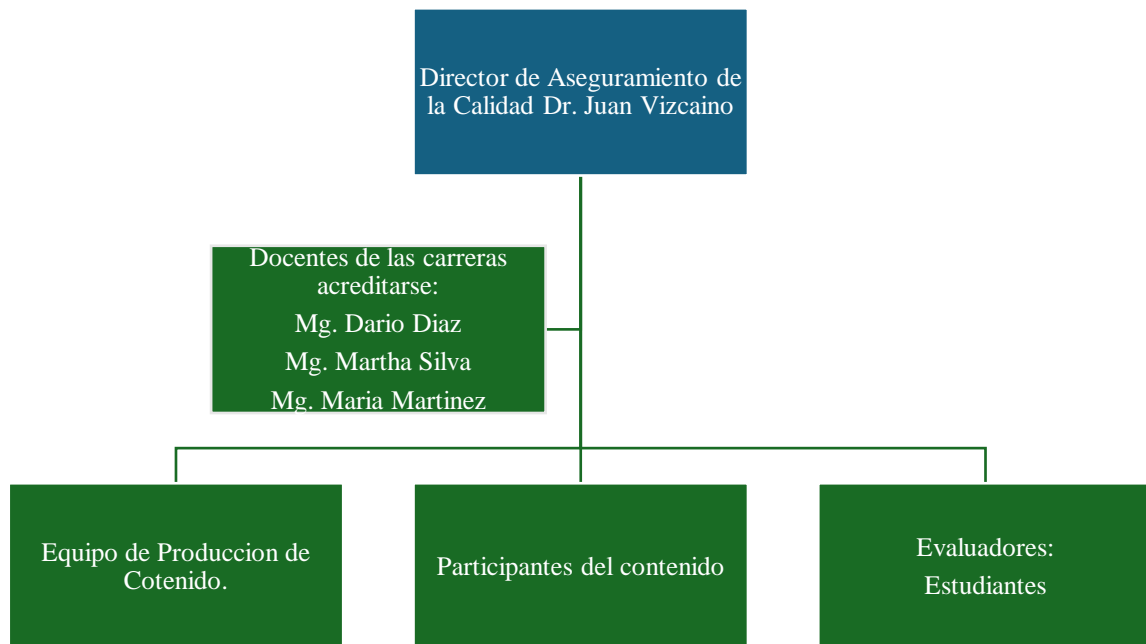 Director de Aseguramiento de
la Calidad Dr. Juan Vizcaino
Docentes de las carreras
acreditarse:
Mg. Dario Diaz
Mg. Martha Silva
Mg. Maria Martinez
Equipo de Produccion de
Cotenido.
Participantes del contenido
Evaluadores:
Estudiantes